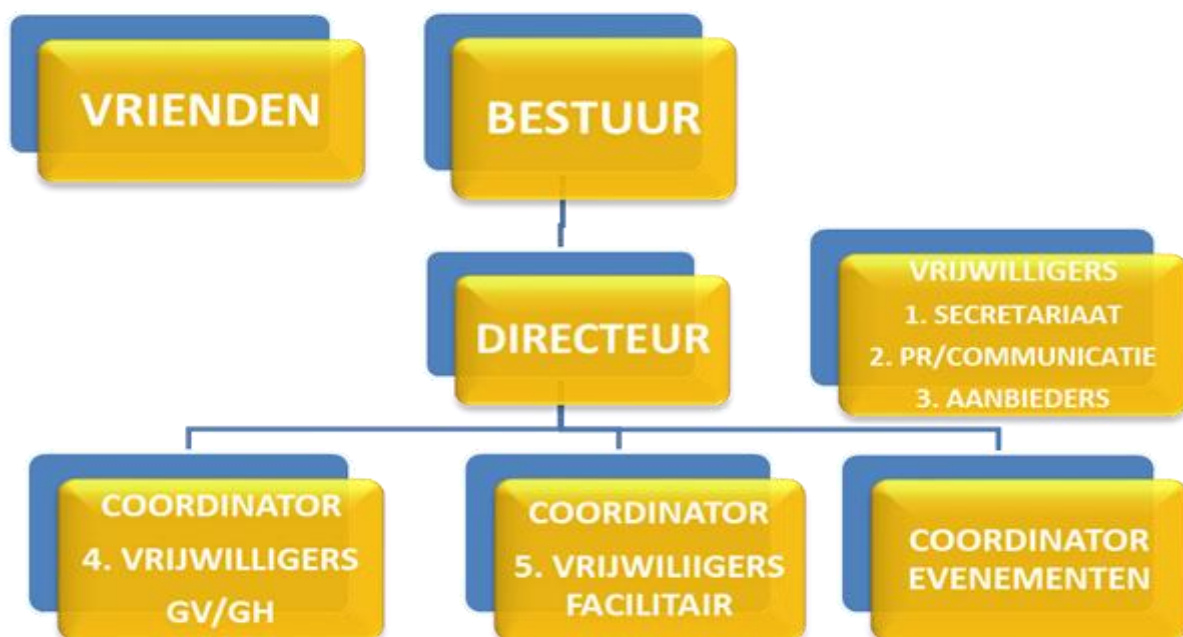 VRIENDEN
BESTUUR
DIRECTEUR
VRIJWILLIGERS
1. SECRETARIAAT
2. PR/COMMUNICATIE
3. AANBIEDERS
COORDINATOR
4. VRIJWILLIGERS
GV/GH
COORDINATOR
5. VRIJWILIIGERS
FACILITAIR
COORDINATOR
EVENEMENTEN